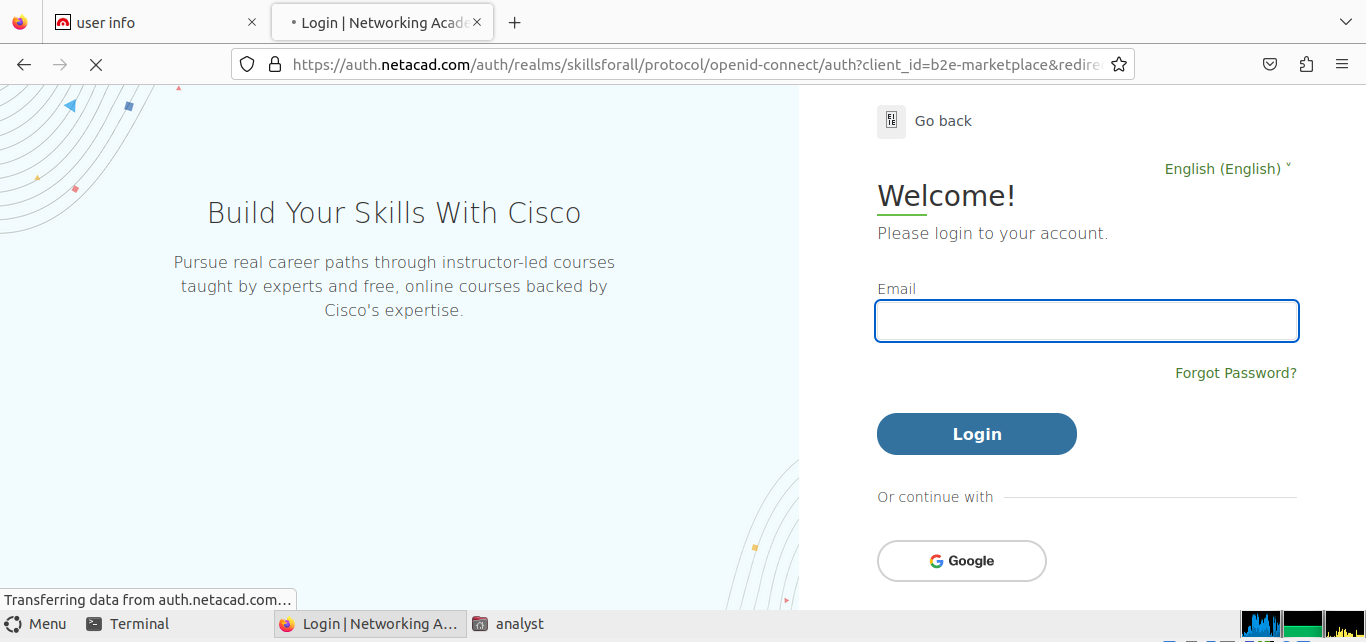 user info
Login | Networking Acade
https://auth.netacad.com/auth/realms/skillsforall/protocol/openid-connect/auth?client_id=b2e-marketplace&redirec
Go back
English (English) ˅
Welcome!
Please login to your account.
Build Your Skills With Cisco
Pursue real career paths through instructor-led courses
taught by experts and free, online courses backed by
Cisco's expertise.
Email
Forgot Password?
Login
Or continue with
Google
Transferring data from auth.netacad.com…
Menu
Terminal
Login | Networking A...
analyst